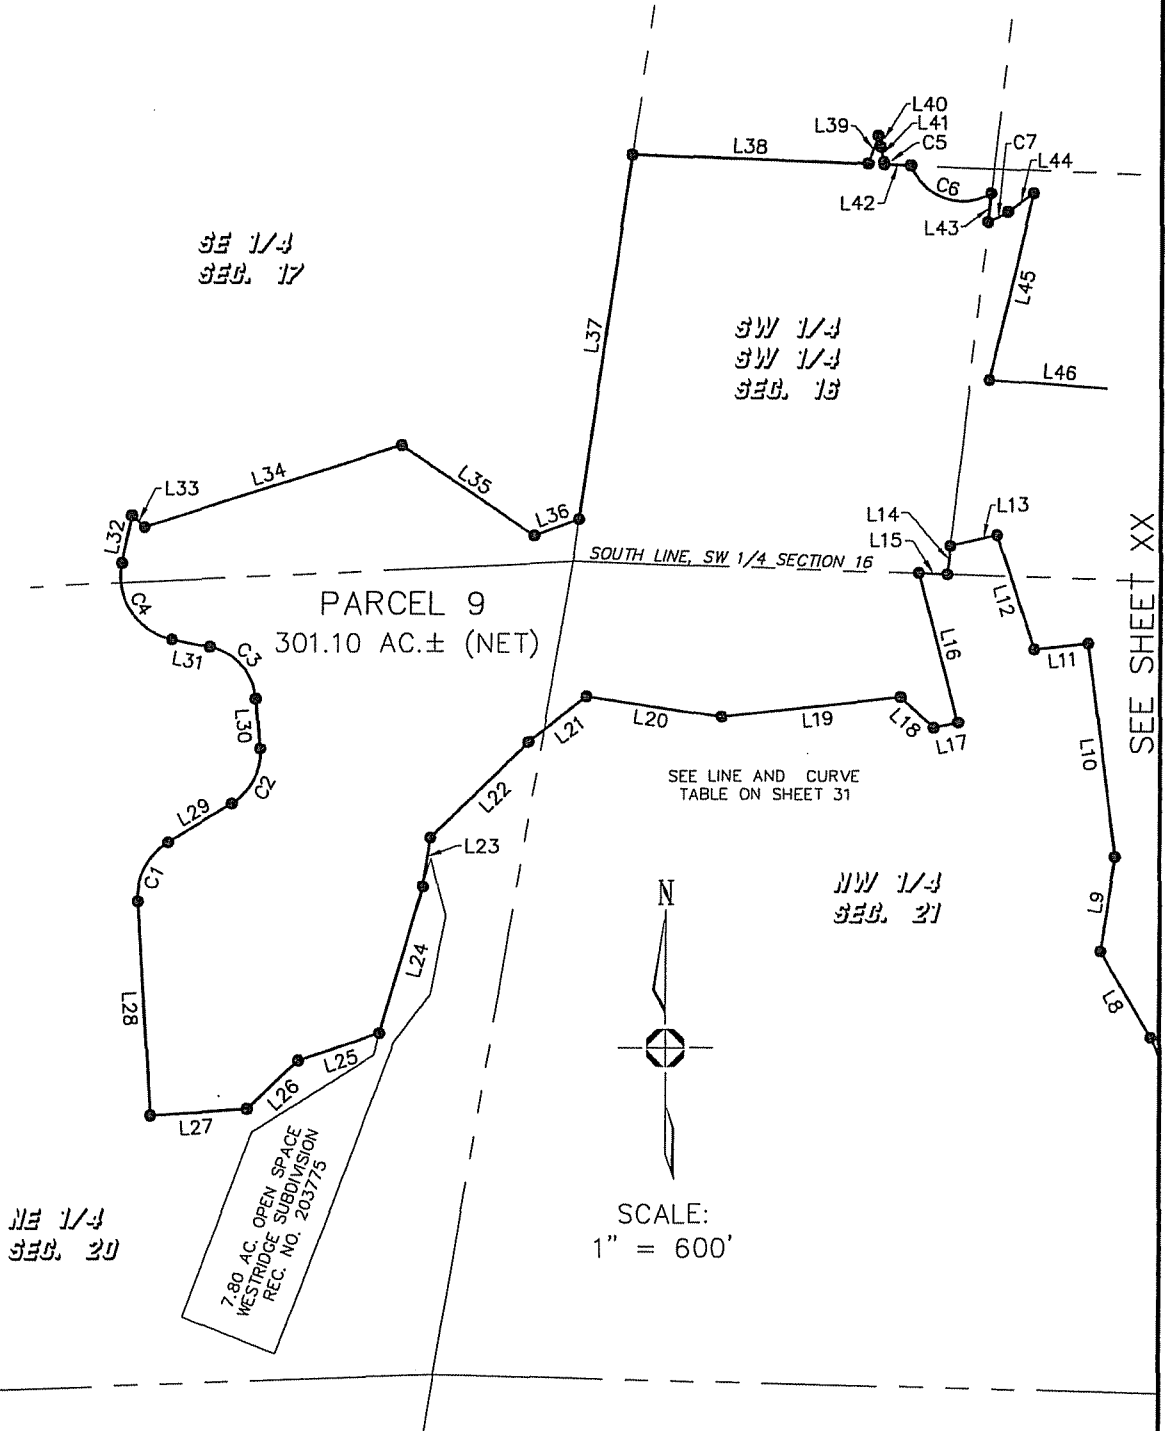 L40
L39
L41
C5
C7
L44
L38
C6
L42
L43
SE 1/4
SEC. 17
L45
L37
SW 1/4
SW 1/4
SEC. 16
L46
L34
L35
L33
L36
L32
L13
L14
L15
SOUTH LINE, SW 1/4 SECTION 16
SEE SHEET XX
PARCEL 9
301.10 AC.± (NET)
C4
L12
L31
C3
L16
L11
L30
L20
L19
L21
L18
L17
L10
SEE LINE AND CURVE
TABLE ON SHEET 31
C2
L29
L22
L23
C1
NW 1/4
SEC. 21
N
L9
L24
L28
L8
L25
L26
L27
7.80 AC. OPEN SPACE
WESTRIDGE SUBDIVISION
REC. NO. 203775
NE 1/4
SEC. 20
SCALE:
1" = 600'